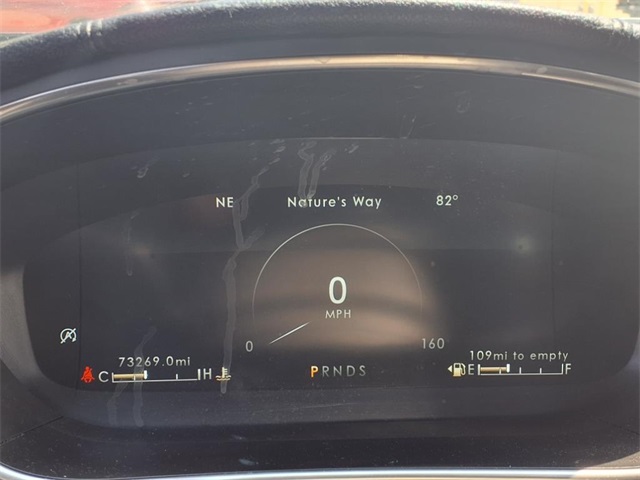 NE Nature's Way 82°
0
MPH
0 160
73269.0mi 109mi to empty
C H PRNDS E F